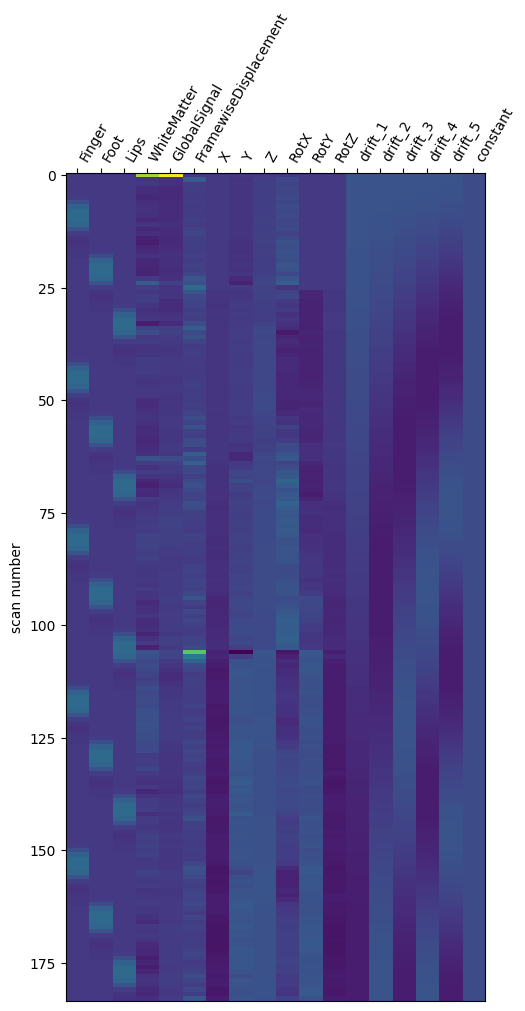 Finger
Foot
Lips
WhiteMatter
GlobalSignal
FramewiseDisplacement
X
Y
Z
RotX
RotY
RotZ
drift_1
drift_2
drift_3
drift_4
drift_5
constant
0
25
50
75
100
125
150
175
scan number